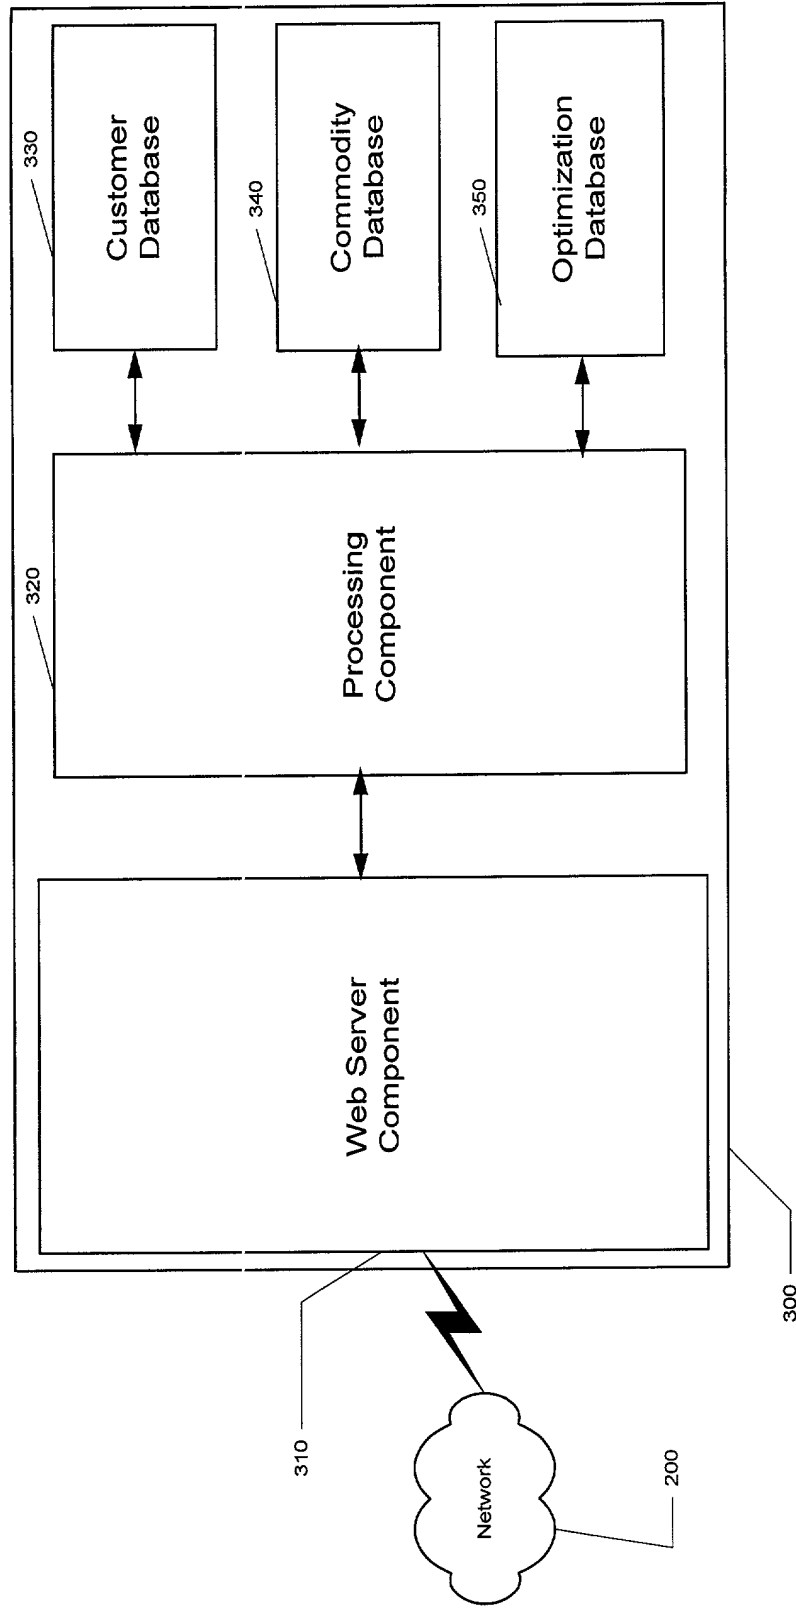 330
Customer
Database
340
Commodity
Database
350
Optimization
Database
320
Processing
Component
Web Server
Component
310
300
Network
200